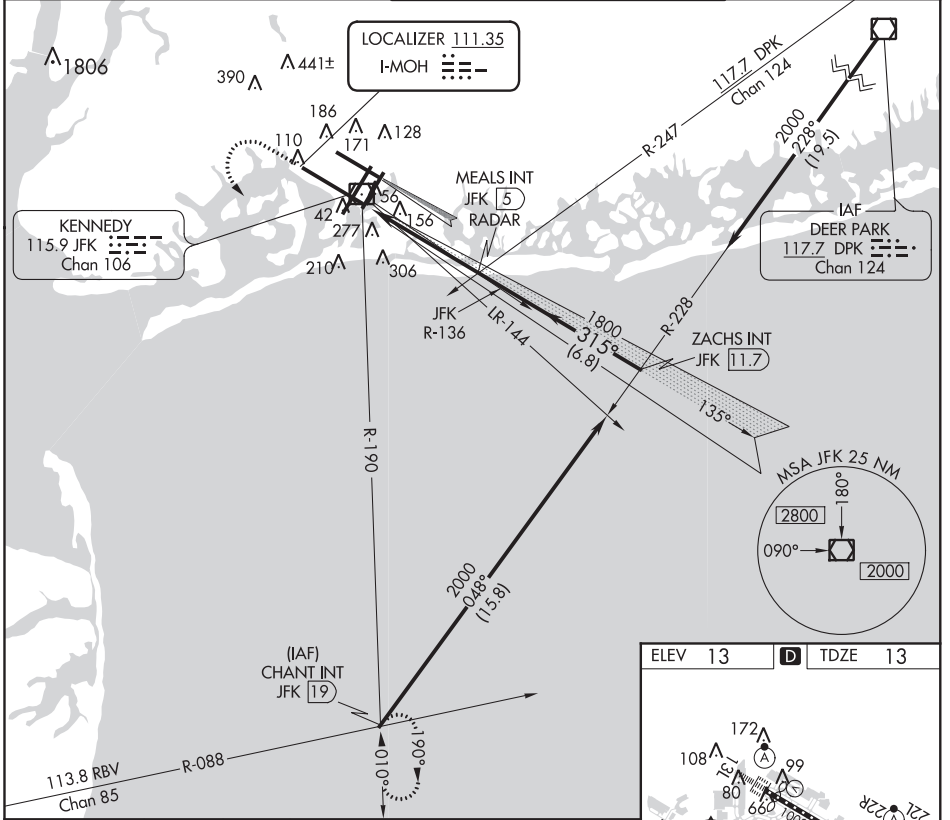 LOCALIZER 111.35
I-MOH
1806
390
441±
186
171
128
110
56
42
156
277
210
306
KENNEDY
115.9 JFK
Chan 106
MEALS INT
JFK 5
RADAR
117.7 DPK
Chan 124
R-247
2000
228°
(19.5)
IAF
DEER PARK
117.7 DPK
Chan 124
JFK
R-136
LR-144
1800
315°
(6.8)
R-228
ZACHS INT
JFK 11.7
135°
R-190
MSA JFK 25 NM
180°
2800
090°
2000
2000
048°
(15.8)
(IAF)
CHANT INT
JFK 19
190°
010°
113.8 RBV
Chan 85
R-088
ELEV 13
D
TDZE 13
172
A
108
99
13L
80
660
22R
22L
A